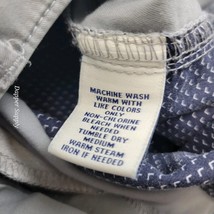 MACHINE WASH
WARM WITH
LIKE COLORS
ONLY
NON-CHLORINE
BLEACH WHEN
NEEDED
TUMBLE DRY
MEDIUM
WARM STEAM
IRON IF NEEDED